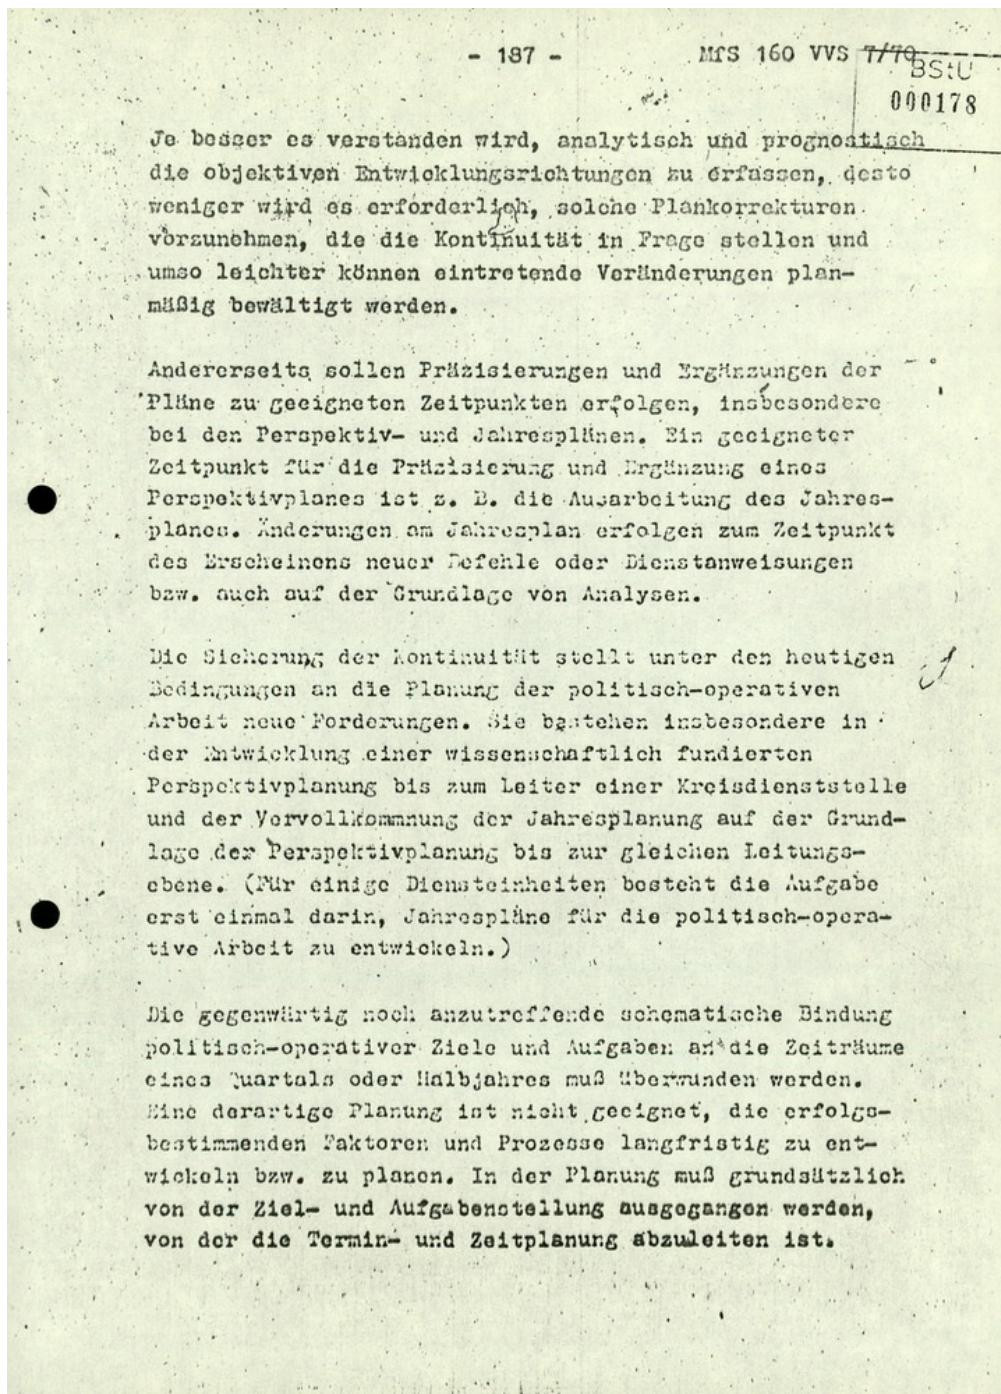 - 187 -
MfS 160 VVS 7/70
BStU
000178
Je besser es verstanden wird, analytisch und prognostisch
die objektiven Entwicklungsrichtungen zu erfassen, desto
weniger wird es erforderlich, solche Plankorrekturen
vorzunehmen, die die Kontinuität in Frage stellen und
umso leichter können eintretende Veränderungen plan-
mäßig bewältigt werden.
Andererseits sollen Präzisierungen und Ergänzungen der
Pläne zu geeigneten Zeitpunkten erfolgen, insbesondere
bei den Perspektiv- und Jahresplänen. Ein geeigneter
Zeitpunkt für die Präzisierung und Ergänzung eines
Perspektivplanes ist z. B. die Ausarbeitung des Jahres-
planes. Änderungen am Jahresplan erfolgen zum Zeitpunkt
des Erscheinens neuer Befehle oder Dienstanweisungen
bzw. auch auf der Grundlage von Analysen.
Die Sicherung der Kontinuität stellt unter den heutigen
Bedingungen an die Planung der politisch-operativen
Arbeit neue Forderungen. Sie bestehen insbesondere in
der Entwicklung einer wissenschaftlich fundierten
Perspektivplanung bis zum Leiter einer Kreisdienststelle
und der Vervollkommnung der Jahresplanung auf der Grund-
lage der Perspektivplanung bis zur gleichen Leitungs-
ebene. (Für einige Diensteinheiten besteht die Aufgabe
erst einmal darin, Jahrespläne für die politisch-opera-
tive Arbeit zu entwickeln.)
Die gegenwärtig noch anzutreffende schematische Bindung
politisch-operativer Ziele und Aufgaben an die Zeiträume
eines Quartals oder Halbjahres muß überwunden werden.
Eine derartige Planung ist nicht geeignet, die erfolgs-
bestimmenden Faktoren und Prozesse langfristig zu ent-
wickeln bzw. zu planen. In der Planung muß grundsätzlich
von der Ziel- und Aufgabenstellung ausgegangen werden,
von der die Termin- und Zeitplanung abzuleiten ist.